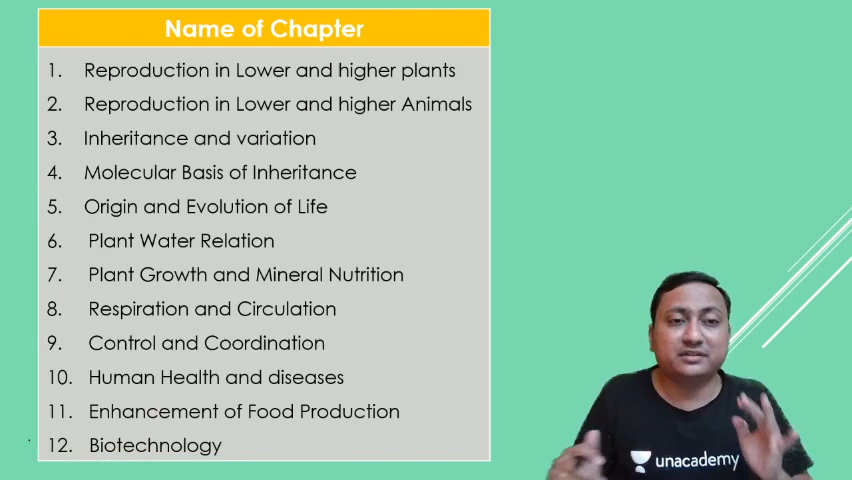 Name of Chapter
1. Reproduction in Lower and higher plants
2. Reproduction in Lower and higher Animals
3. Inheritance and variation
4. Molecular Basis of Inheritance
5. Origin and Evolution of Life
6. Plant Water Relation
7. Plant Growth and Mineral Nutrition
8. Respiration and Circulation
9. Control and Coordination
10. Human Health and diseases
11. Enhancement of Food Production
12. Biotechnology
unacademy